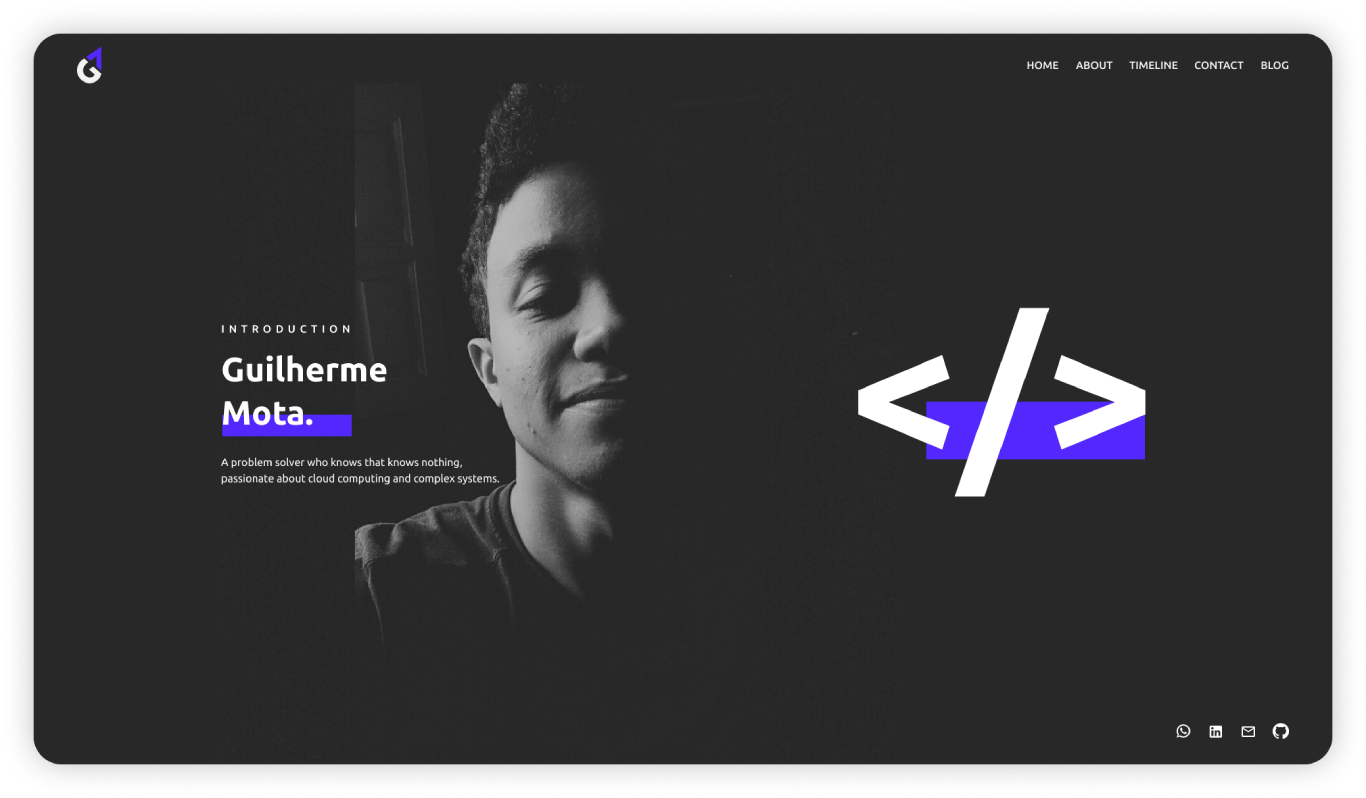 HOME ABOUT TIMELINE CONTACT BLOG
INTRODUCTION
Guilherme
Mota.
A problem solver who knows that knows nothing,
passionate about cloud computing and complex systems.
</>